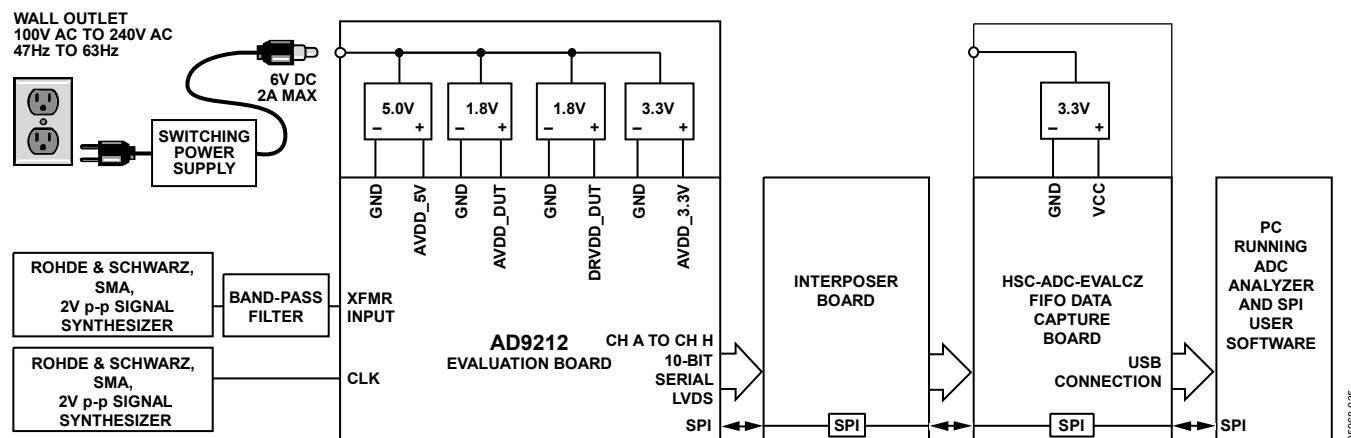 WALL OUTLET
100V AC TO 240V AC
47Hz TO 63Hz
6V DC
2A MAX
SWITCHING
POWER
SUPPLY
5.0V
– +
1.8V
– +
1.8V
– +
3.3V
– +
3.3V
– +
GND
AVDD_5V
GND
AVDD_DUT
GND
DRVDD_DUT
GND
AVDD_3.3V
GND
VCC
ROHDE & SCHWARZ,
SMA,
2V p-p SIGNAL
SYNTHESIZER
BAND-PASS
FILTER
XFMR
INPUT
ROHDE & SCHWARZ,
SMA,
2V p-p SIGNAL
SYNTHESIZER
CLK
AD9212
EVALUATION BOARD
CH A TO CH H
10-BIT
SERIAL
LVDS
SPI
INTERPOSER
BOARD
SPI
HSC-ADC-EVALCZ
FIFO DATA
CAPTURE
BOARD
USB
CONNECTION
SPI
PC
RUNNING
ADC
ANALYZER
AND SPI
USER
SOFTWARE
SPI